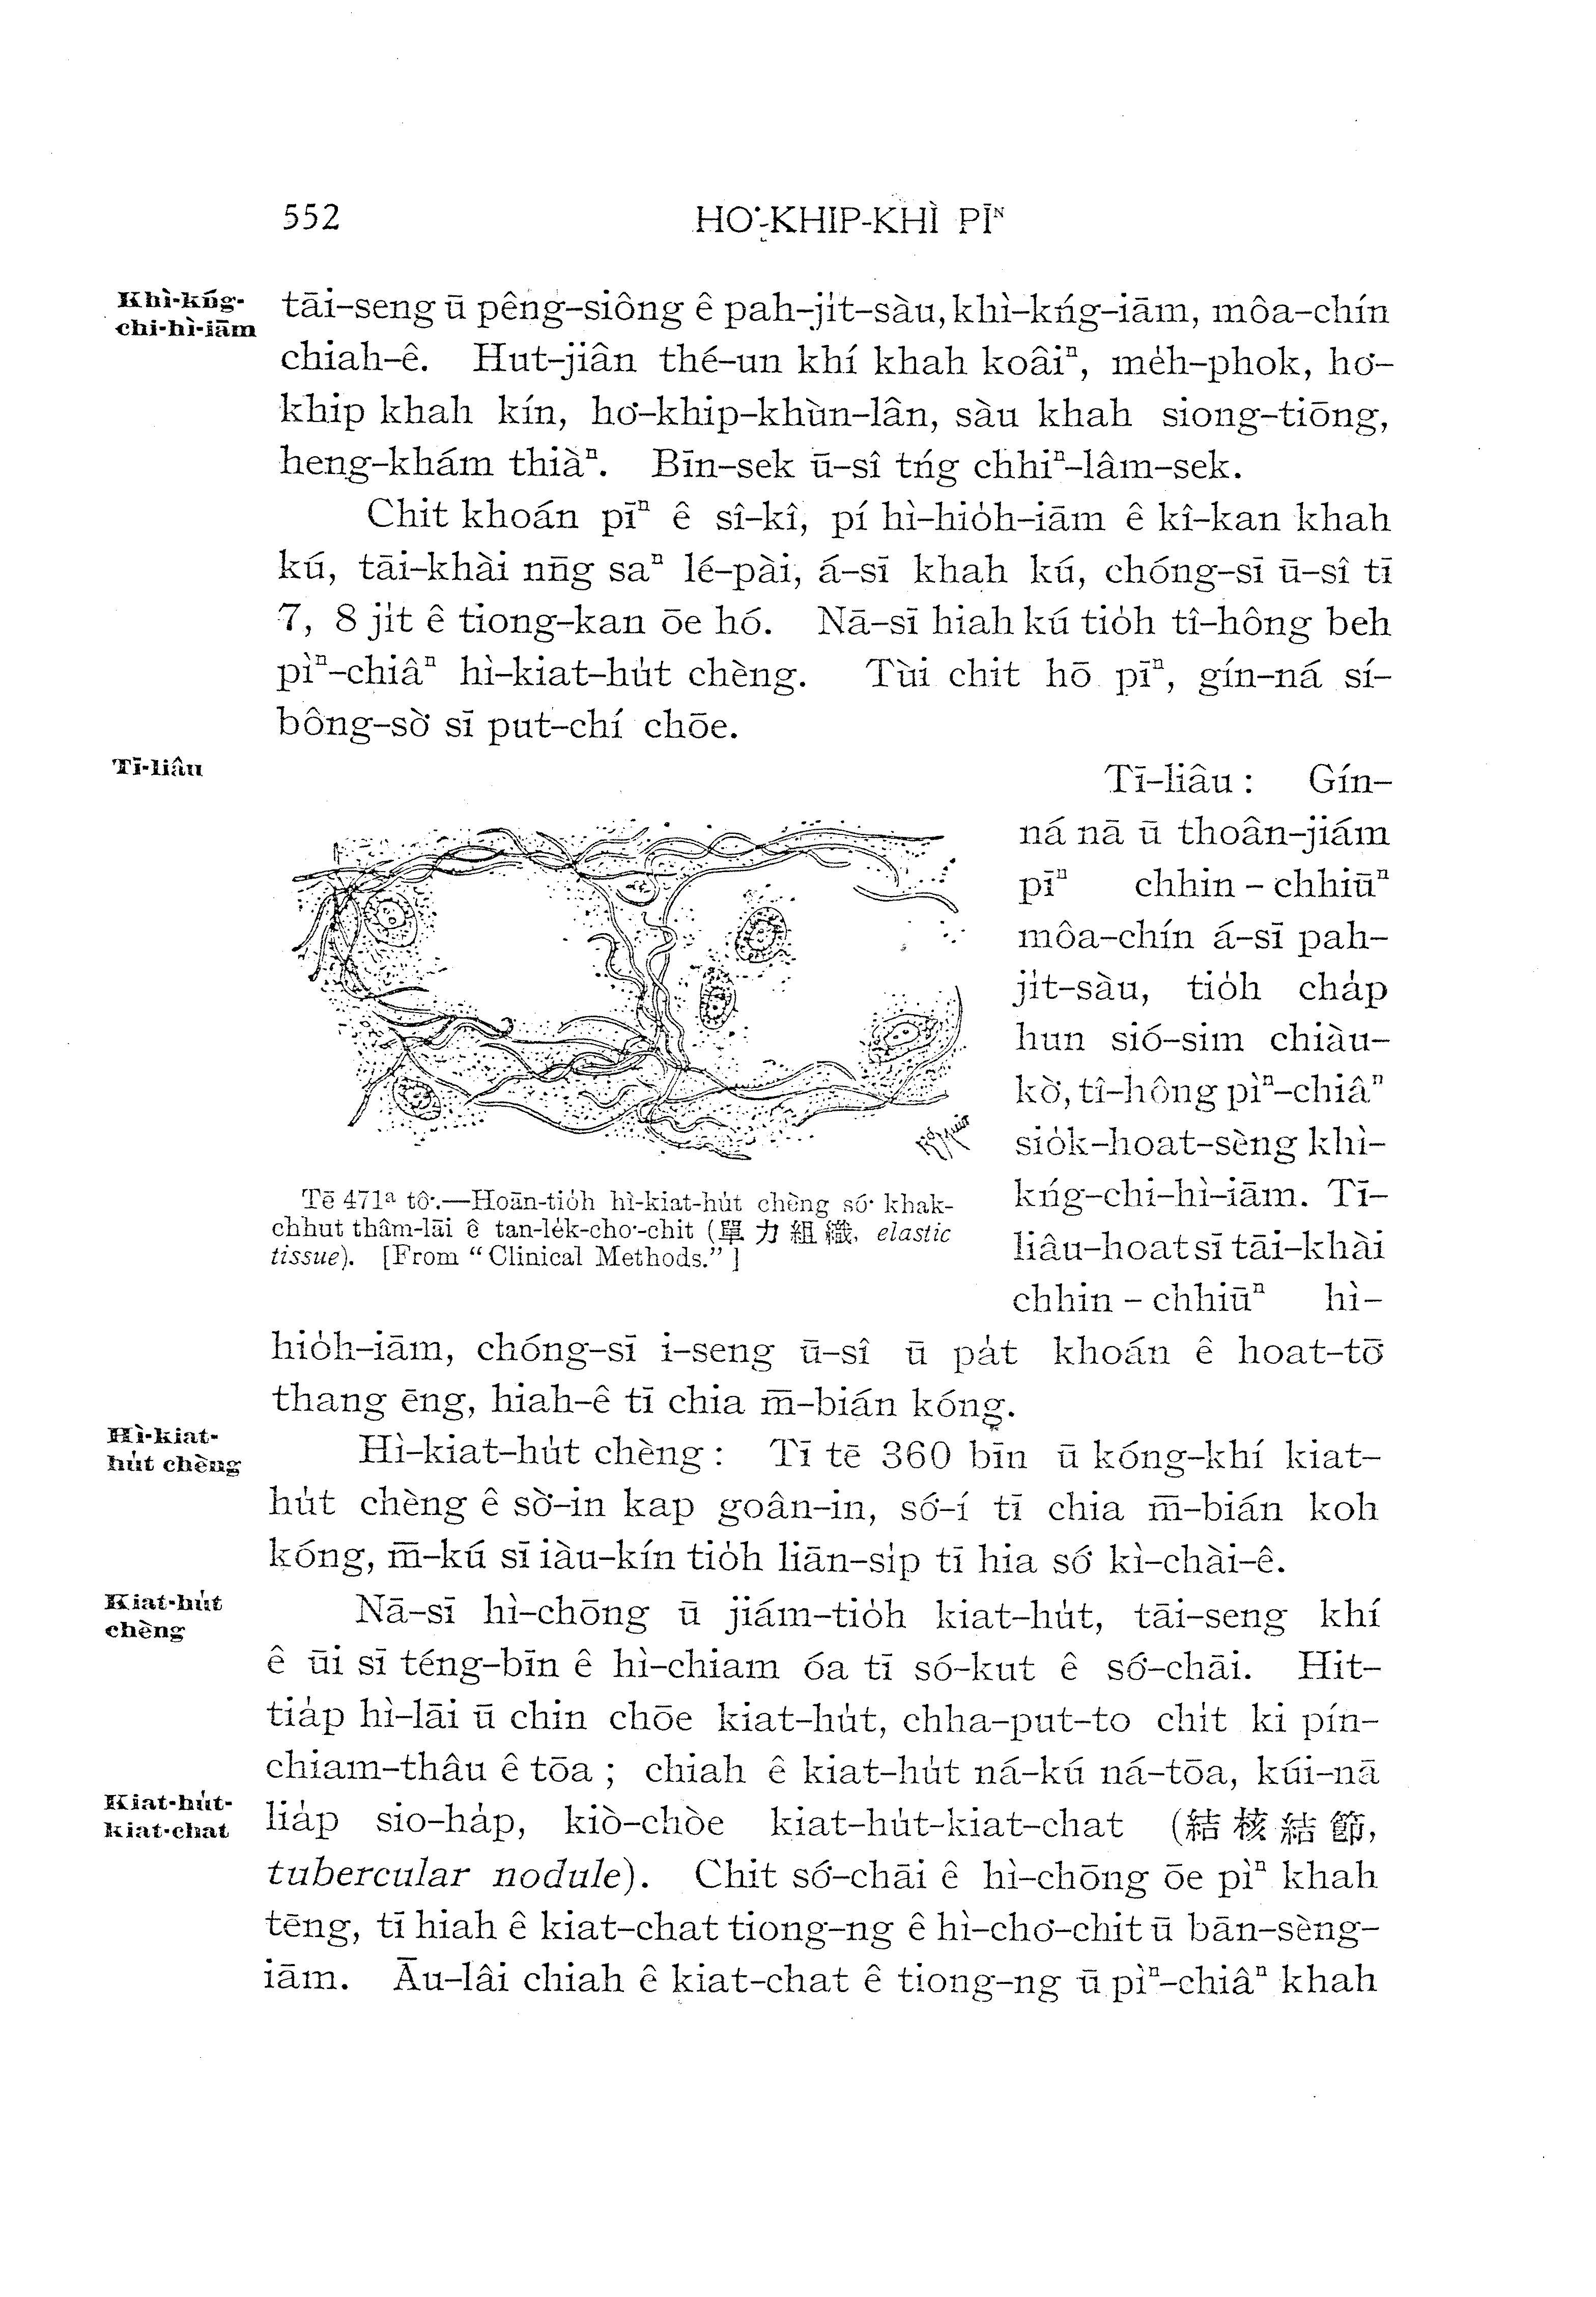 552
HO͘-KHIP-KHÌ PĪᴺ
Khì-kńg-
chi-hì-iām
tāi-seng ū pêng-siông ê pah-ji̍t-sàu, khì-kńg-iām, môa-chín
chiah-ê. Hut-jiân thé-un khí khah koâiⁿ, me̍h-phok, ho͘-
khip khah kín, ho͘-khip-khùn-lân, sàu khah siong-tiōng,
heng-khám thiàⁿ. Bīn-sek ū-sî tńg chhiⁿ-lâm-sek.
Chit khoán pīⁿ ê sî-kî, pí hì-hio̍h-iām ê kî-kan khah
kú, tāi-khài nn̄g saⁿ lé-pài, á-sī khah kú, chóng-sī ū-sî tī
7, 8 ji̍t ê tiong-kan ōe hó. Nā-sī hiah kú tio̍h tî-hông beh
pìⁿ-chiâⁿ hì-kiat-hu̍t chèng. Tùi chit hō pīⁿ, gín-ná sí-
bông-sò͘ sī put-chí chōe.
Tī-liâu
Tī-liâu : Gín-
ná nā ū thoân-jiám
pīⁿ chhin-chhiūⁿ
môa-chín á-sī pah-
ji̍t-sàu, tio̍h cha̍p
hun sió-sim chiàu-
kò͘, tî-hông pìⁿ-chiâⁿ
sio̍k-hoat-sèng khì-
kńg-chi-hì-iām. Tī-
liâu-hoat sī tāi-khài
chhin-chhiūⁿ hì-
Tē 471ᵃ tô͘.—Hoān-tio̍h hì-kiat-hu̍t chèng só͘ khak-
chhut thâm-lāi ê tan-le̍k-cho͘-chit (單力組織, elastic
tissue). [From "Clinical Methods."]
hio̍h-iām, chóng-sī i-seng ū-sî ū pa̍t khoán ê hoat-tō͘
thang ēng, hiah-ê tī chia m̄-bián kóng.
Hì-kiat-
hu̍t chèng
Hì-kiat-hu̍t chèng : Tī tē 360 bīn ū kóng-khí kiat-
hu̍t chèng ê sò͘-in kap goân-in, só͘-í tī chia m̄-bián koh
kóng, m̄-kú sī iàu-kín tio̍h liān-si̍p tī hia só͘ kì-chài-ê.
Kiat-hu̍t
chèng
Nā-sī hì-chōng ū jiám-tio̍h kiat-hu̍t, tāi-seng khí
ê ūi sī téng-bīn ê hì-chiam óa tī só-kut ê só͘-chāi. Hit-
tia̍p hì-lāi ū chin chōe kiat-hu̍t, chha-put-to chi̍t ki pín-
chiam-thâu ê tōa ; chiah ê kiat-hu̍t ná-kú ná-tōa, kúi-nā
Kiat-hu̍t-
kiat-chat
lia̍p sio-ha̍p, kiò-chòe kiat-hu̍t-kiat-chat (結核結節,
tubercular nodule). Chit só͘-chāi ê hì-chōng ōe pìⁿ khah
tēng, tī hiah ê kiat-chat tiong-ng ê hì-cho͘-chit ū bān-sèng-
iām. Āu-lâi chiah ê kiat-chat ê tiong-ng ū pìⁿ-chiâⁿ khah